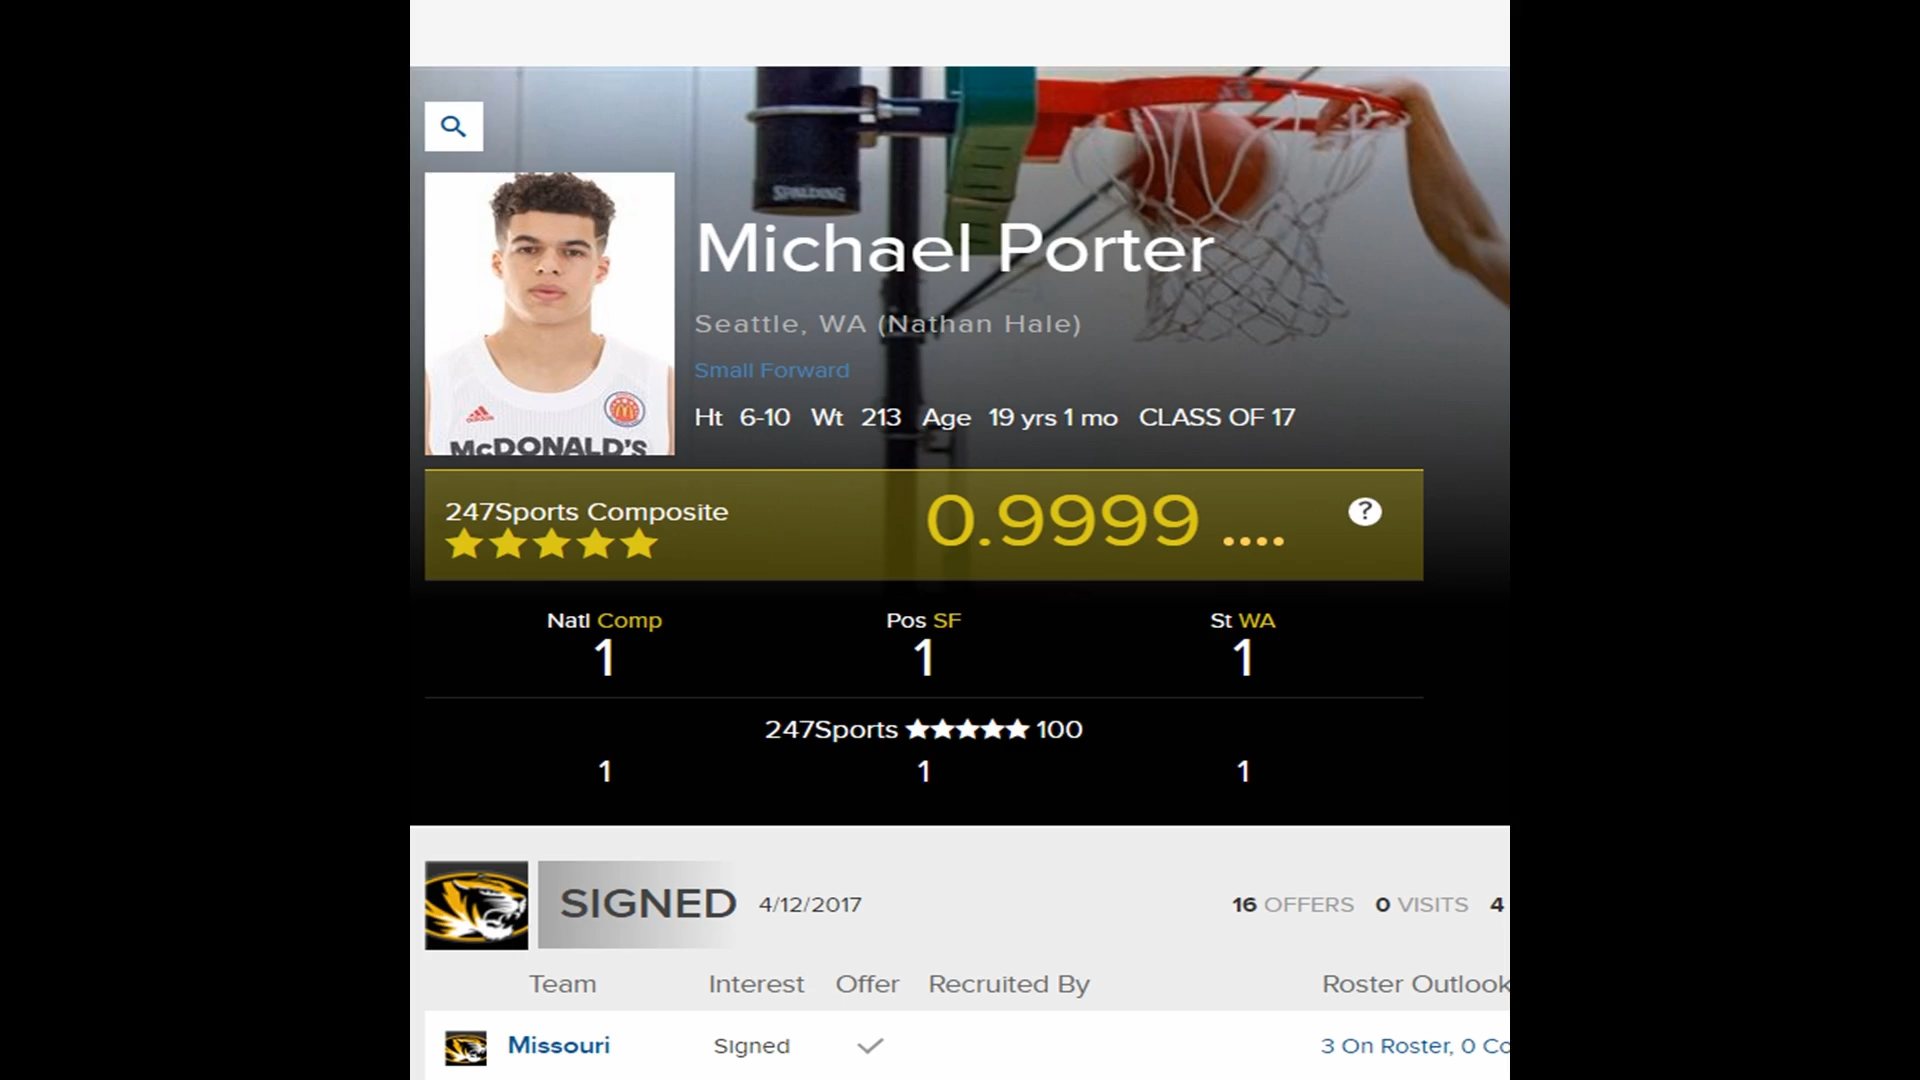 SPALDING
Michael Porter
Seattle, WA (Nathan Hale)
Small Forward
Ht 6-10 Wt 213 Age 19 yrs 1 mo CLASS OF 17
adidas
McDONALD'S
247Sports Composite
0.9999 ....
?
Natl Comp
Pos SF
St WA
1
1
1
247Sports ★★★★★ 100
1
1
1
SIGNED 4/12/2017
16 OFFERS 0 VISITS 4
Team Interest Offer Recruited By Roster Outlook
Missouri Signed 3 On Roster, 0 Co